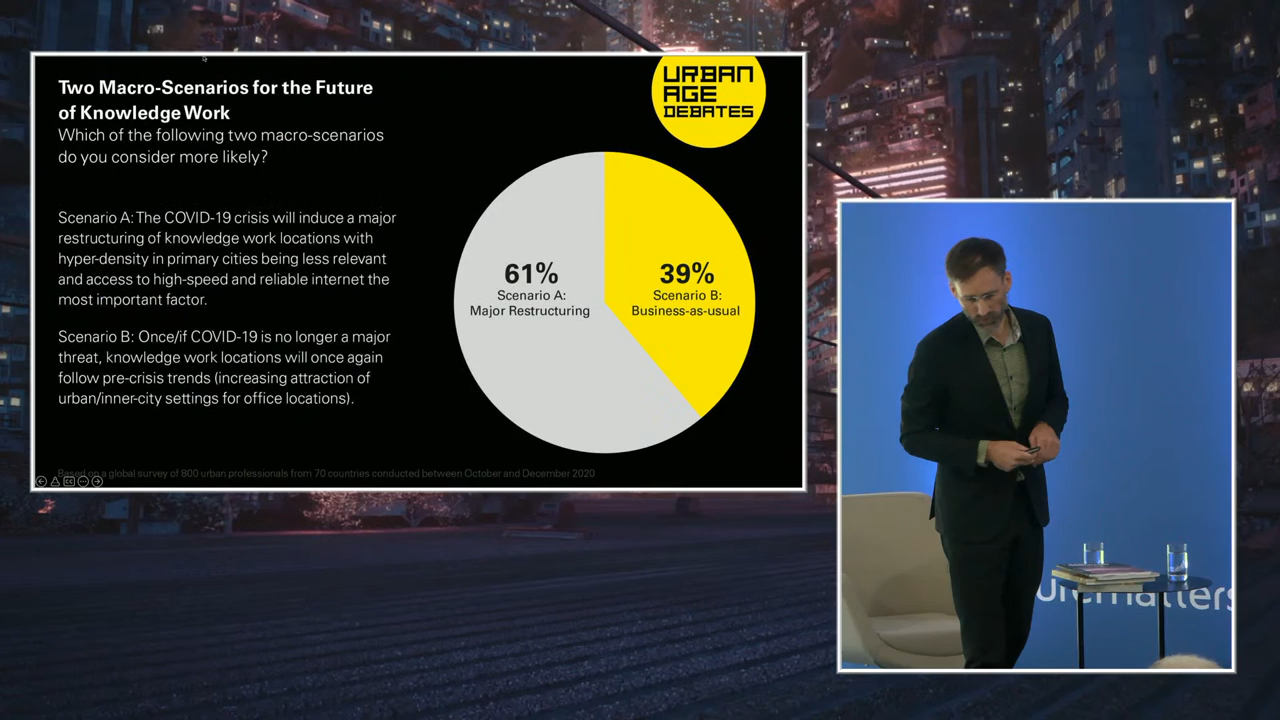 Two Macro-Scenarios for the Future
of Knowledge Work
Which of the following two macro-scenarios
do you consider more likely?
Scenario A: The COVID-19 crisis will induce a major
restructuring of knowledge work locations with
hyper-density in primary cities being less relevant
and access to high-speed and reliable internet the
most important factor.
Scenario B: Once/if COVID-19 is no longer a major
threat, knowledge work locations will once again
follow pre-crisis trends (increasing attraction of
urban/inner-city settings for office locations).
Based on a global survey of 800 urban professionals from 70 countries conducted between October and December 2020
URBAN
AGE
DEBATES
61%
Scenario A:
Major Restructuring
39%
Scenario B:
Business-as-usual
urematters